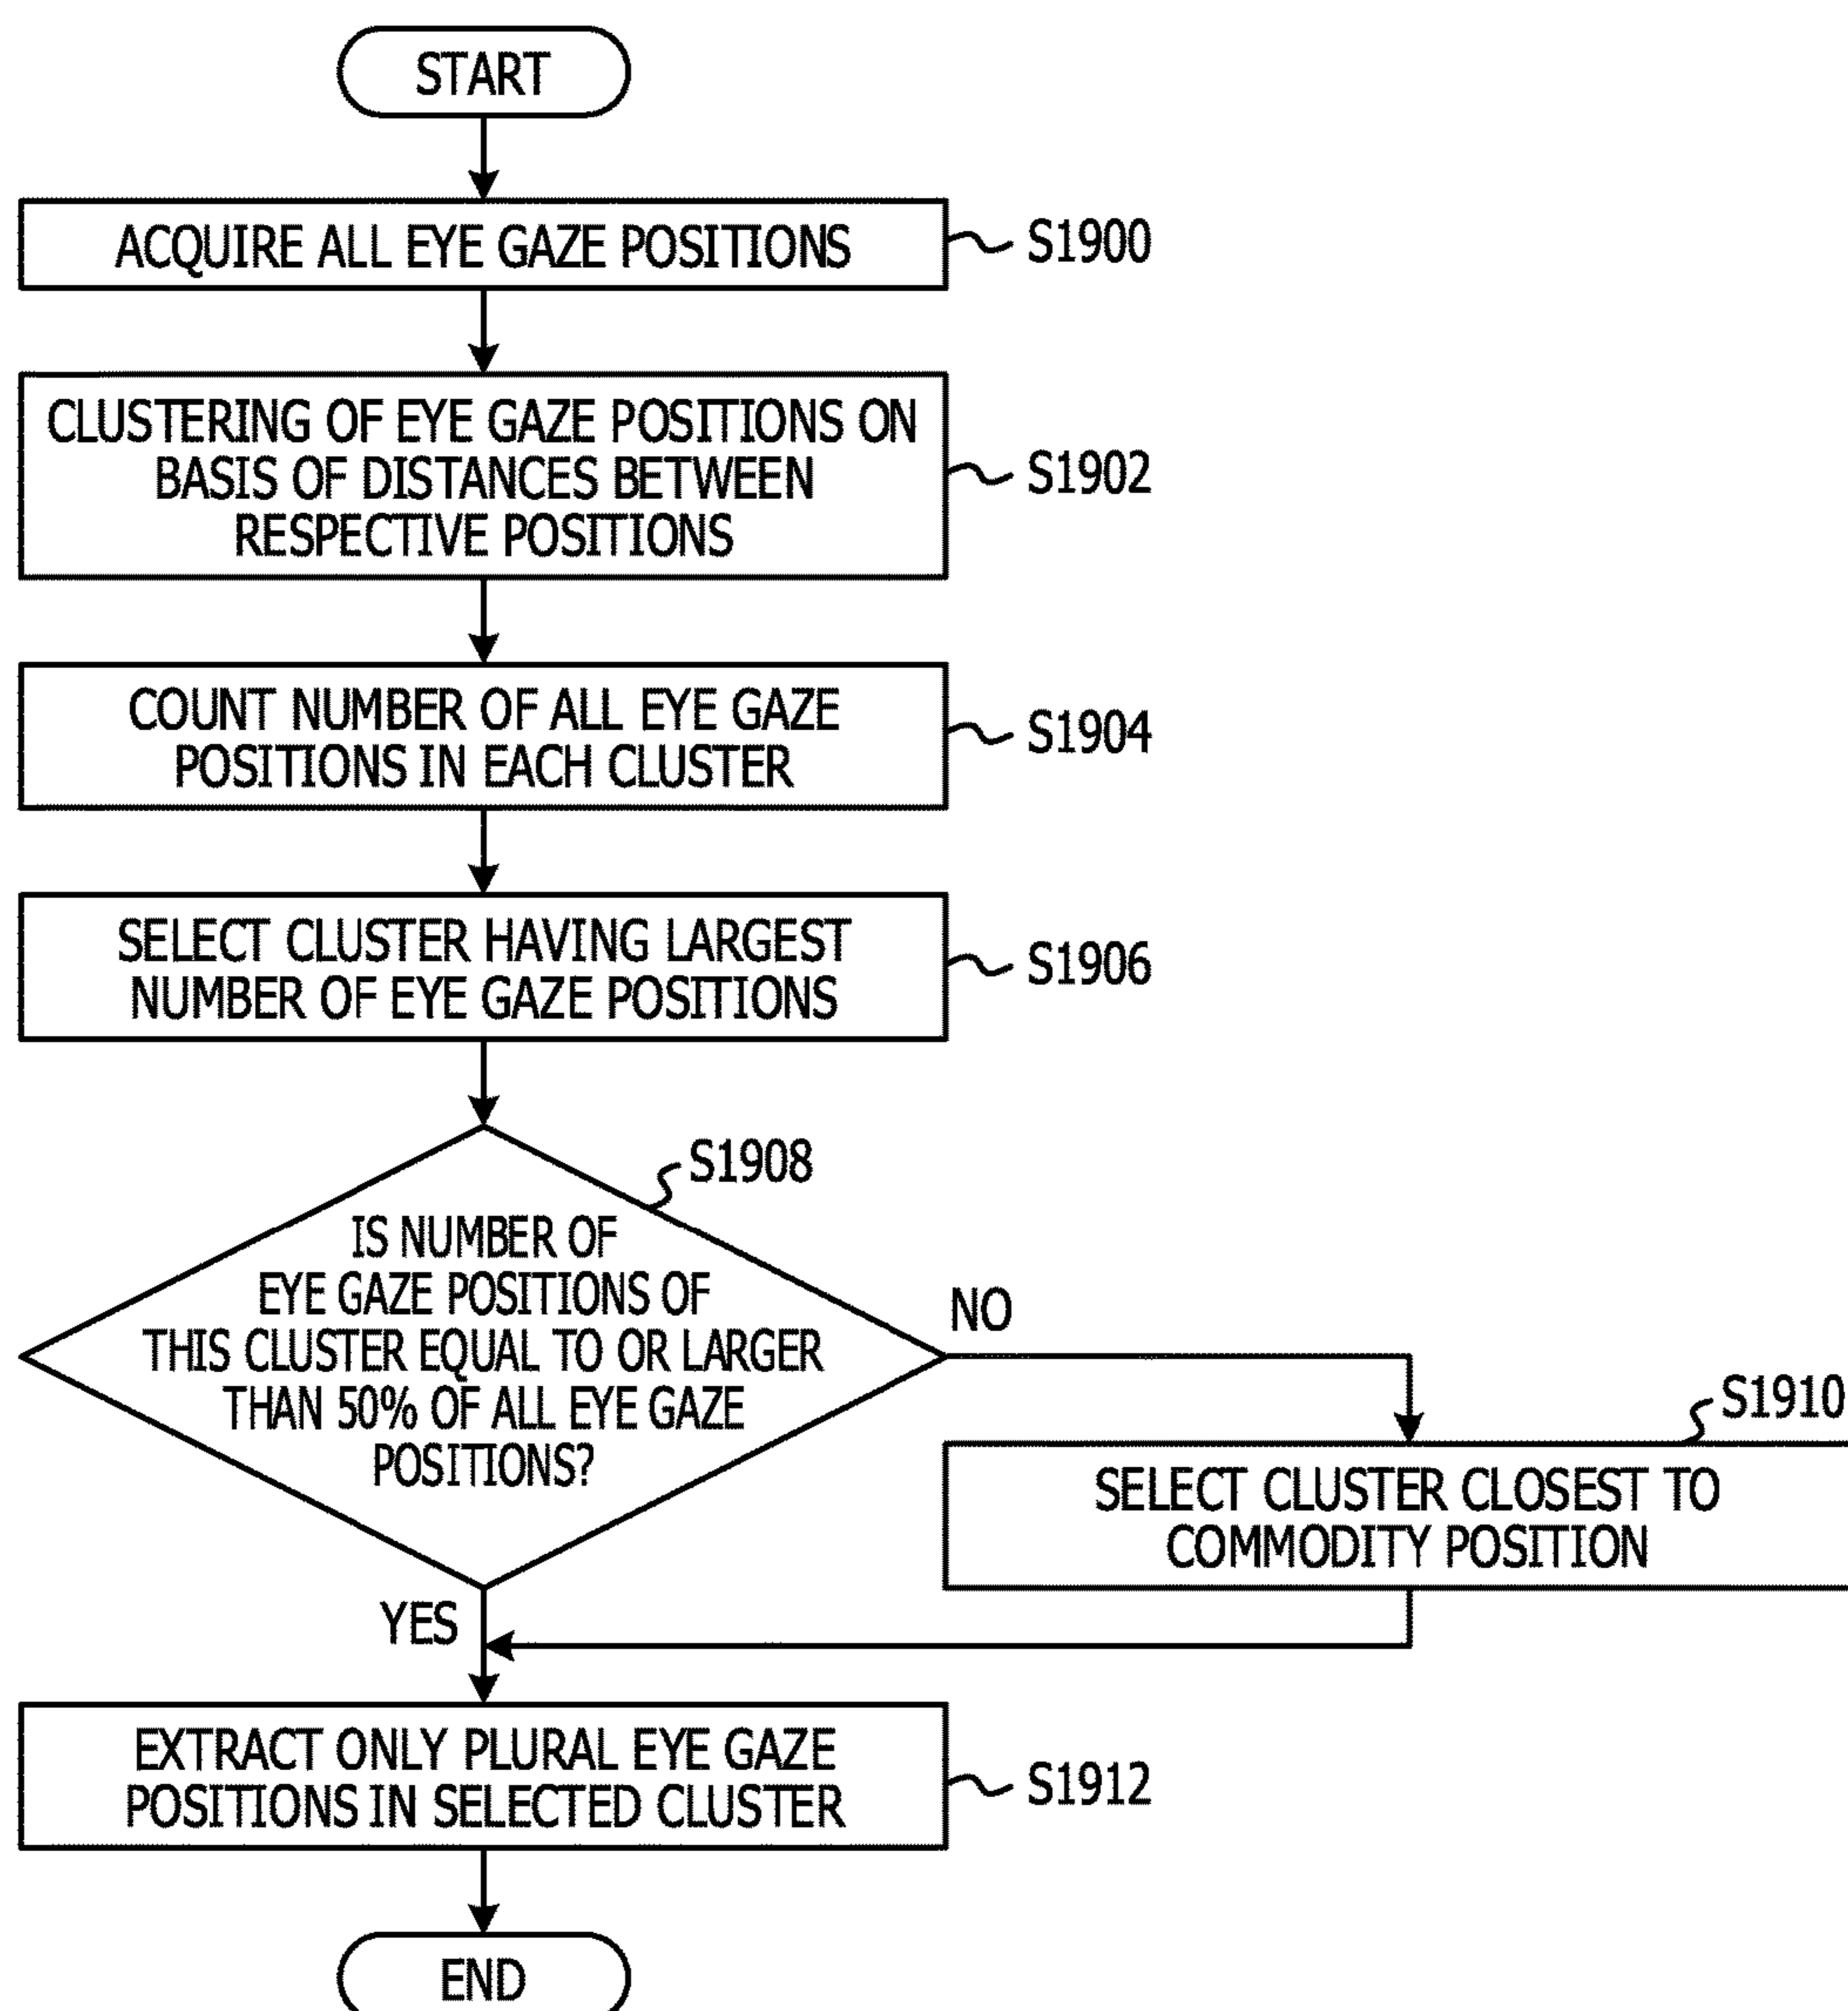 START
ACQUIRE ALL EYE GAZE POSITIONS
S1900
CLUSTERING OF EYE GAZE POSITIONS ON
BASIS OF DISTANCES BETWEEN
RESPECTIVE POSITIONS
S1902
COUNT NUMBER OF ALL EYE GAZE
POSITIONS IN EACH CLUSTER
S1904
SELECT CLUSTER HAVING LARGEST
NUMBER OF EYE GAZE POSITIONS
S1906
S1908
IS NUMBER OF
EYE GAZE POSITIONS OF
THIS CLUSTER EQUAL TO OR LARGER
THAN 50% OF ALL EYE GAZE
POSITIONS?
NO
S1910
SELECT CLUSTER CLOSEST TO
COMMODITY POSITION
YES
EXTRACT ONLY PLURAL EYE GAZE
POSITIONS IN SELECTED CLUSTER
S1912
END